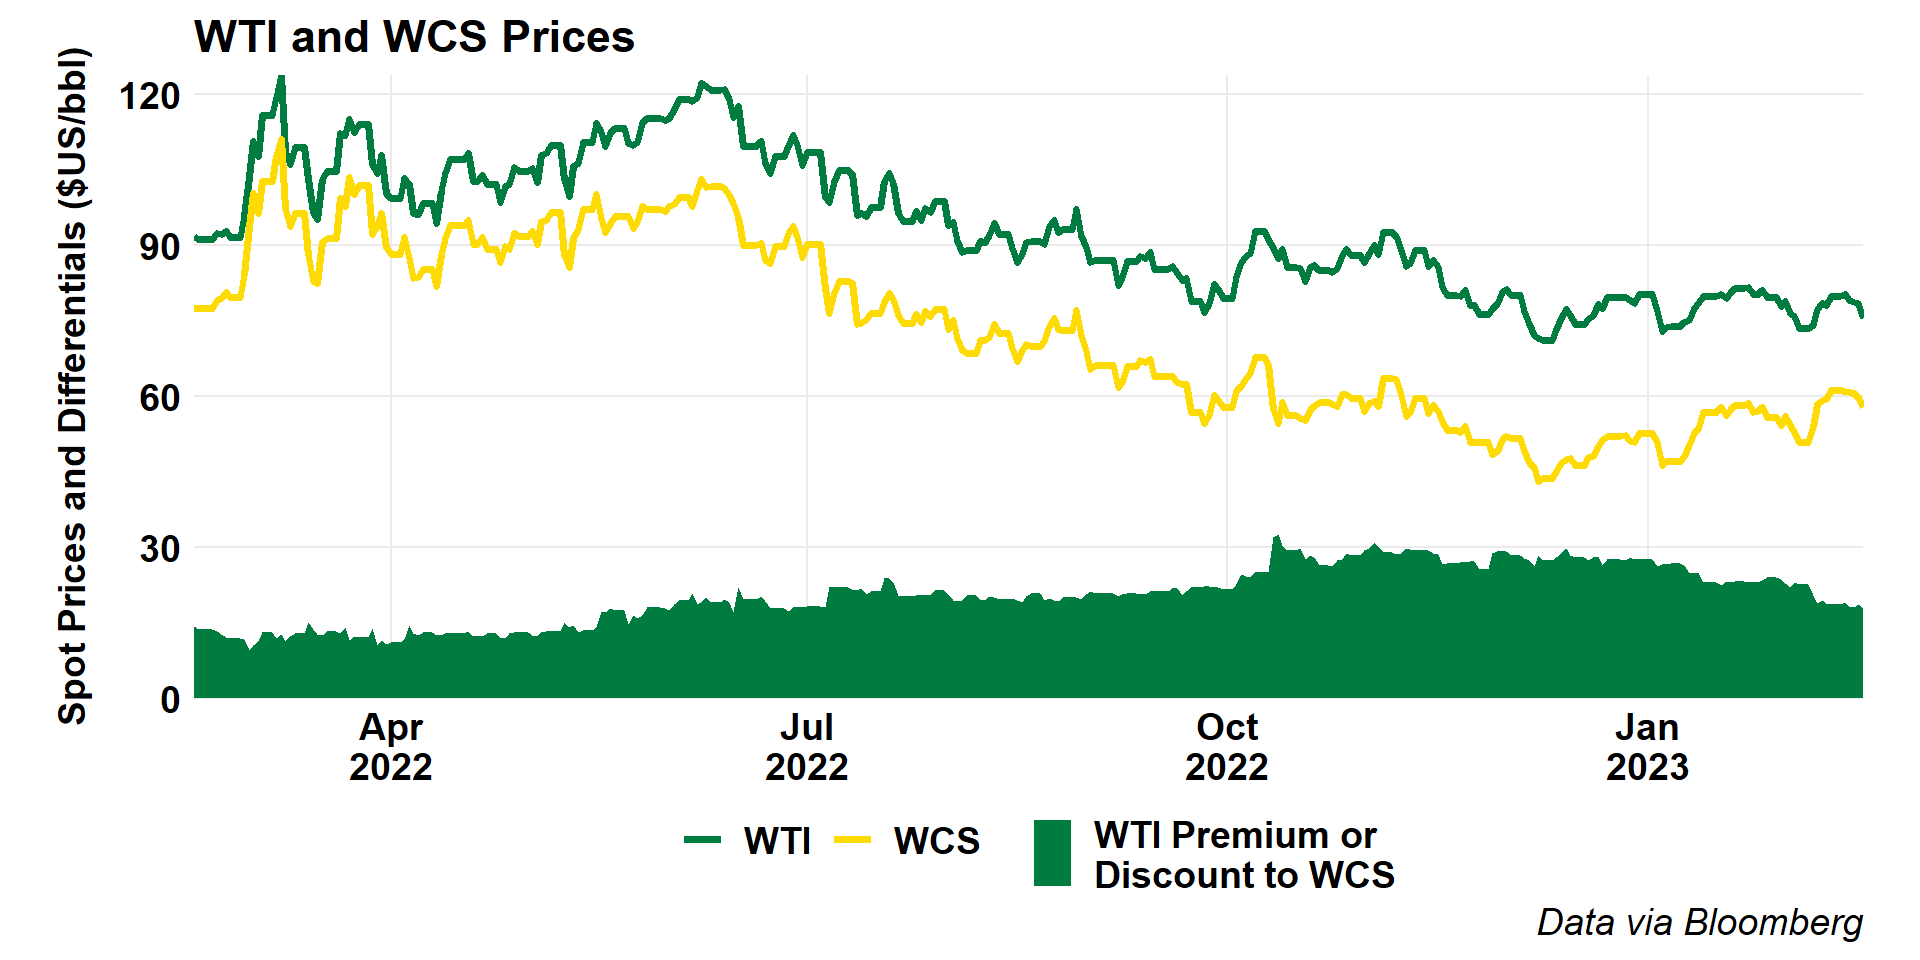 WTI and WCS Prices
Spot Prices and Differentials ($US/bbl)
120
90
60
30
0
Apr
2022
Jul
2022
Oct
2022
Jan
2023
WTI
WCS
WTI Premium or
Discount to WCS
Data via Bloomberg